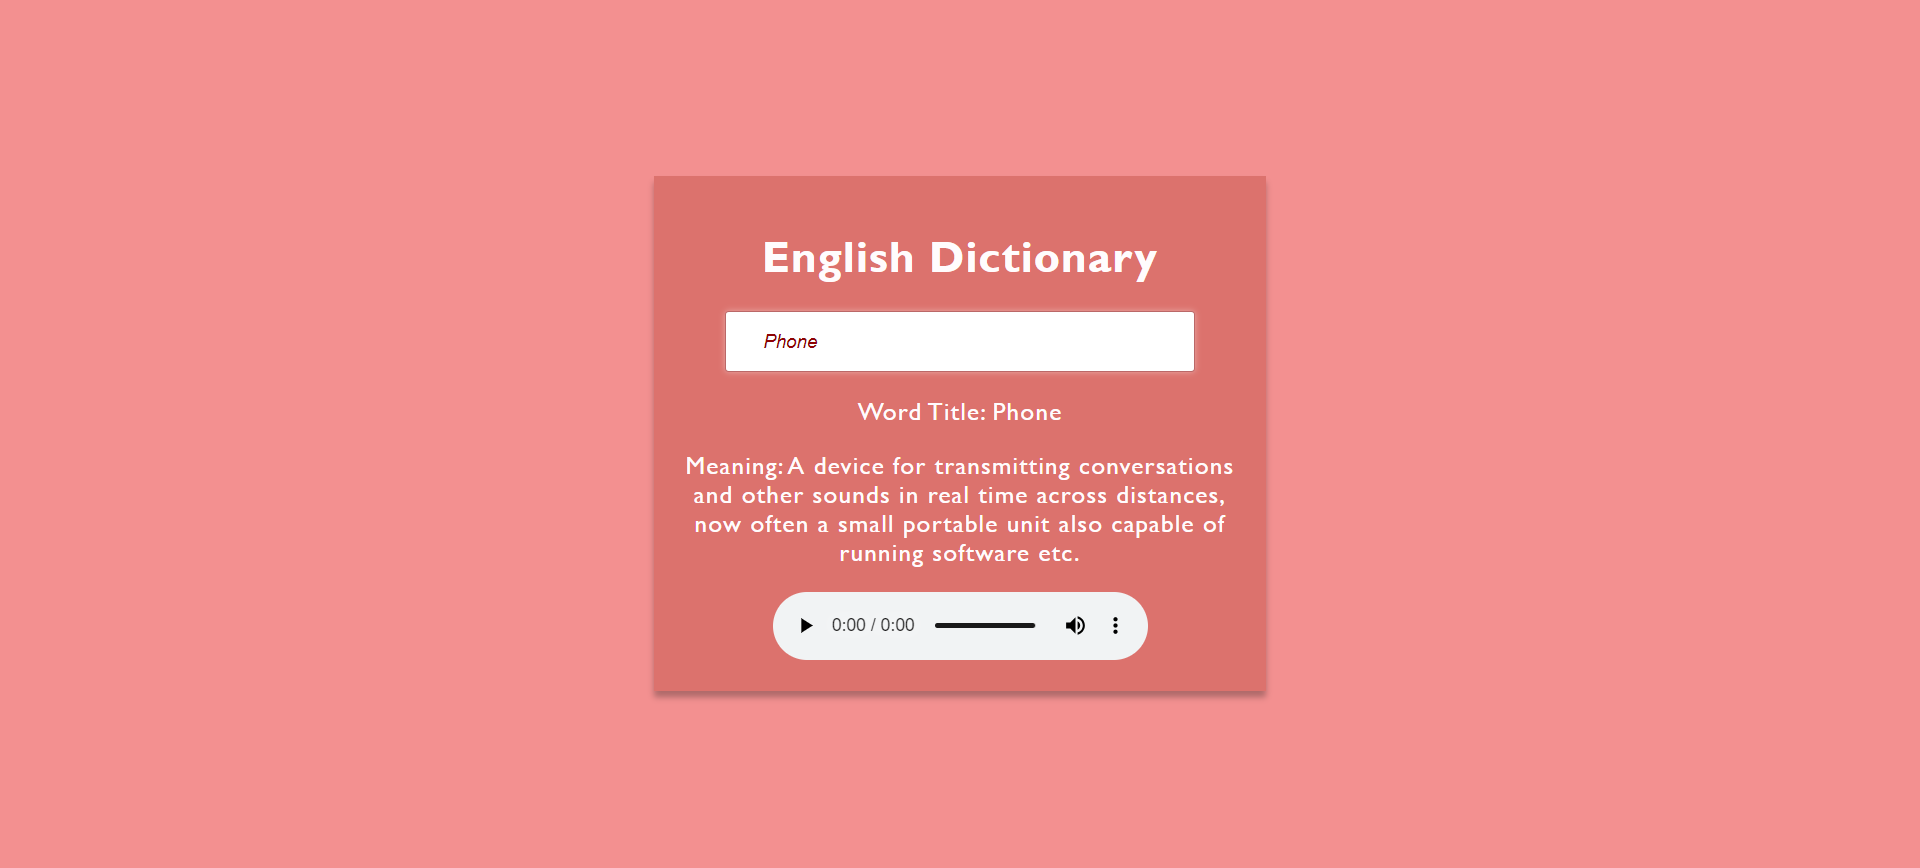 English Dictionary
Phone
Word Title: Phone
Meaning: A device for transmitting conversations
and other sounds in real time across distances,
now often a small portable unit also capable of
running software etc.
0:00 / 0:00